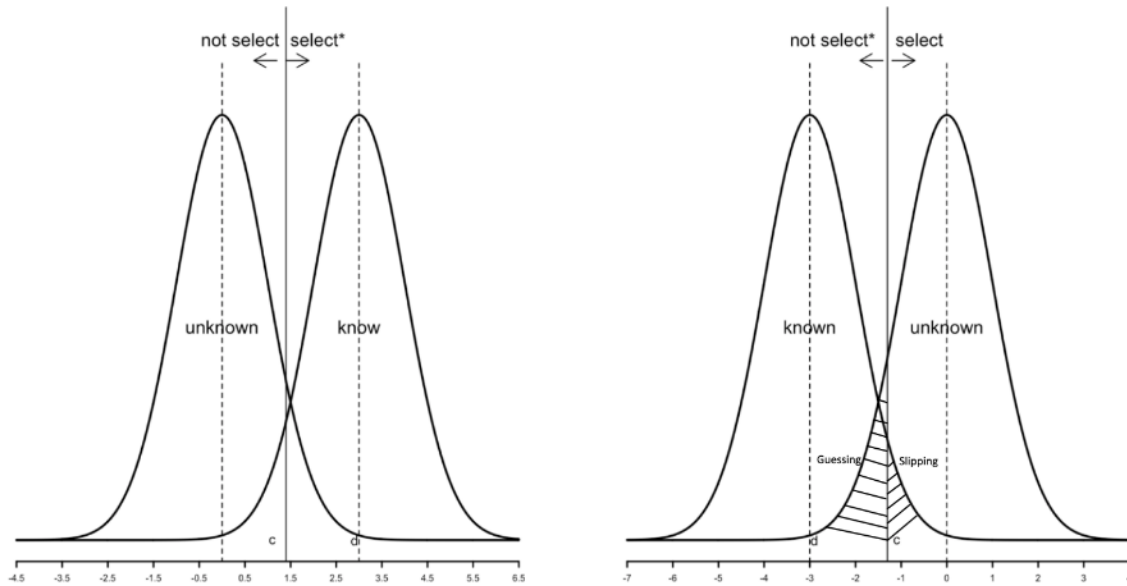 not select select*
unknown know
c d
-4.5 -3.5 -2.5 -1.5 -0.5 0.5 1.5 2.5 3.5 4.5 5.5 6.5
not select* select
known unknown
Guessing Slipping
d c
-7 -6 -5 -4 -3 -2 -1 0 1 2 3